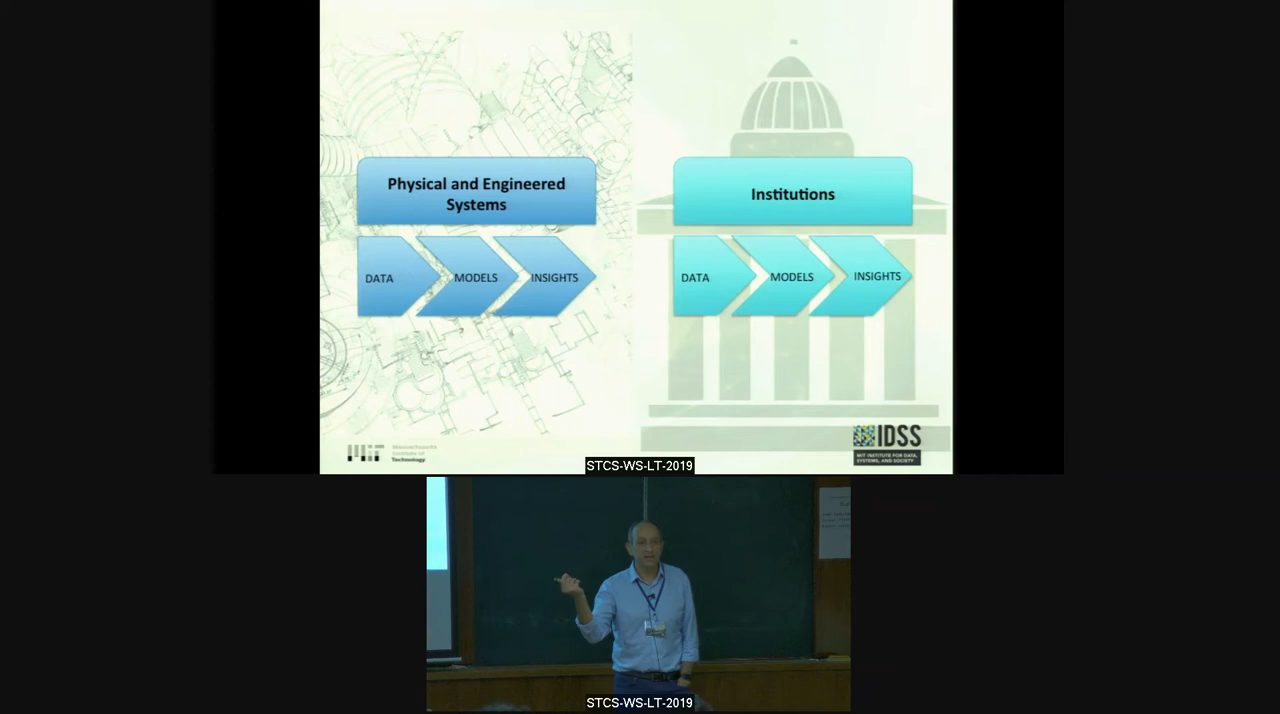 Physical and Engineered
Systems
Institutions
DATA
MODELS
INSIGHTS
DATA
MODELS
INSIGHTS
Massachusetts
Institute of
Technology
IDSS
MIT INSTITUTE FOR DATA,
SYSTEMS, AND SOCIETY
STCS-WS-LT-2019
STCS-WS-LT-2019